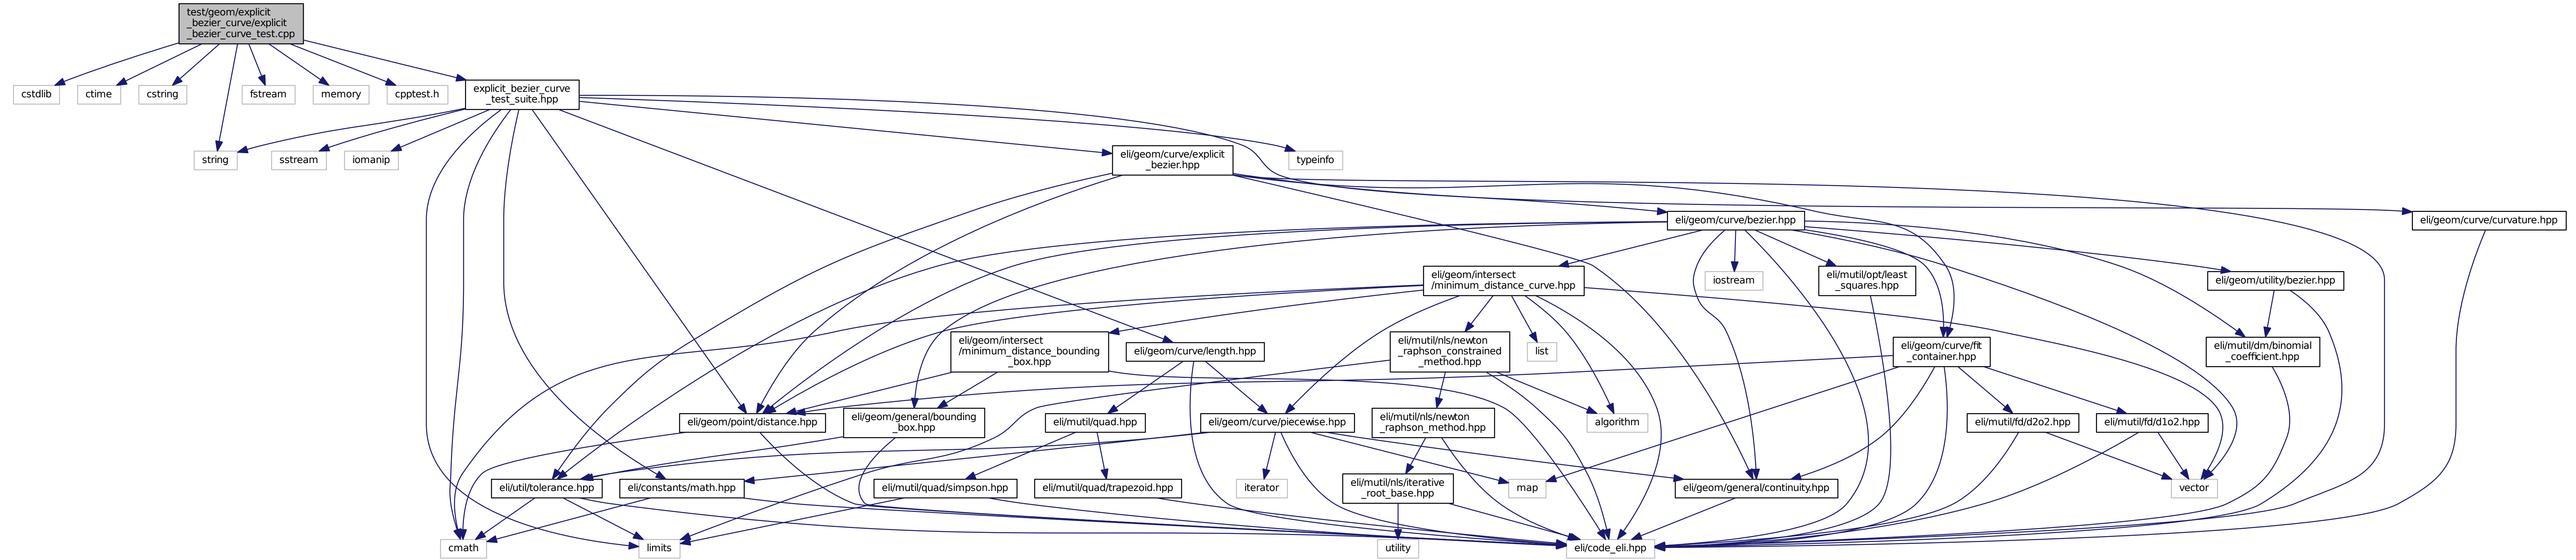 test/geom/explicit
_bezier_curve/explicit
_bezier_curve_test.cpp
cstdlib
ctime
cstring
fstream
memory
cpptest.h
explicit_bezier_curve
_test_suite.hpp
string
sstream
iomanip
eli/geom/curve/explicit
_bezier.hpp
typeinfo
eli/geom/curve/bezier.hpp
eli/geom/curve/curvature.hpp
eli/geom/intersect
/minimum_distance_curve.hpp
iostream
eli/mutil/opt/least
_squares.hpp
eli/geom/utility/bezier.hpp
eli/geom/intersect
/minimum_distance_bounding
_box.hpp
eli/geom/curve/length.hpp
eli/mutil/nls/newton
_raphson_constrained
_method.hpp
list
eli/geom/curve/fit
_container.hpp
eli/mutil/dm/binomial
_coefficient.hpp
eli/geom/point/distance.hpp
eli/geom/general/bounding
_box.hpp
eli/mutil/quad.hpp
eli/geom/curve/piecewise.hpp
eli/mutil/nls/newton
_raphson_method.hpp
algorithm
eli/mutil/fd/d2o2.hpp
eli/mutil/fd/d1o2.hpp
eli/util/tolerance.hpp
eli/constants/math.hpp
eli/mutil/quad/simpson.hpp
eli/mutil/quad/trapezoid.hpp
iterator
eli/mutil/nls/iterative
_root_base.hpp
map
eli/geom/general/continuity.hpp
vector
cmath
limits
utility
eli/code_eli.hpp